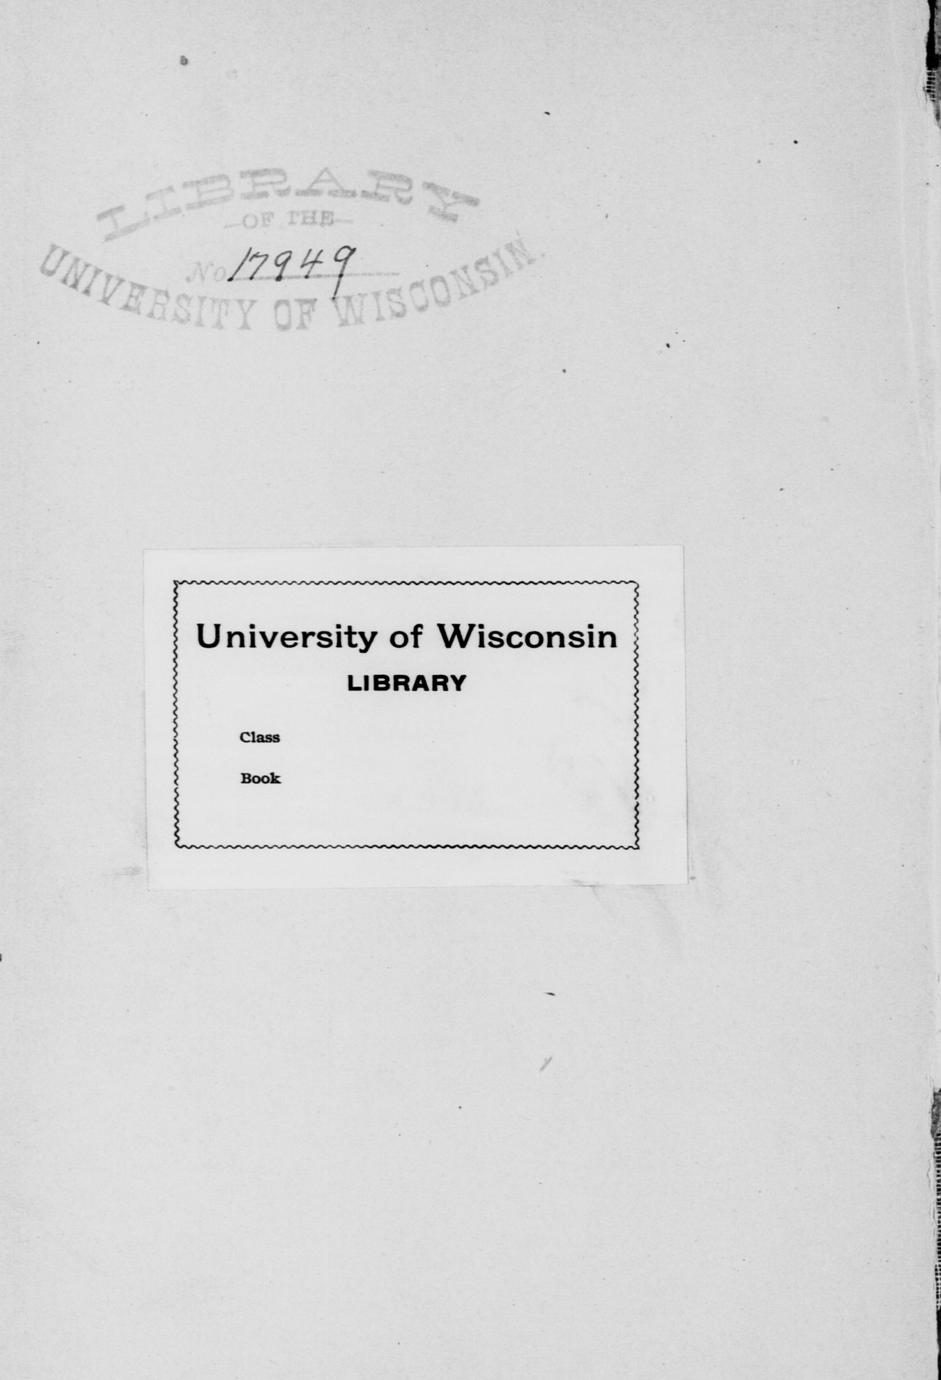 LIBRARY
OF THE
No 17949
UNIVERSITY OF WISCONSIN.
University of Wisconsin
LIBRARY
Class
Book